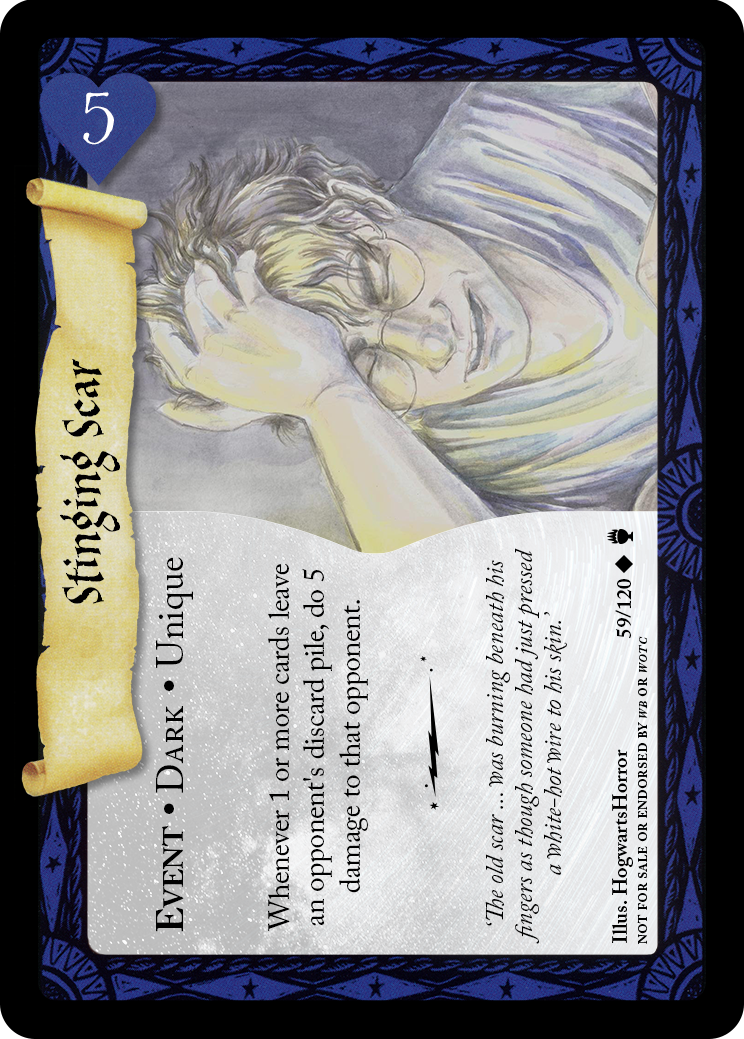 5
Stinging Scar
Event • Dark • Unique
Whenever 1 or more cards leave
an opponent's discard pile, do 5
damage to that opponent.
‘The old scar ... was burning beneath his
fingers as though someone had just pressed
a white-hot wire to his skin.’
Illus. HogwartsHorror
59/120
NOT FOR SALE OR ENDORSED BY WB OR WOTC